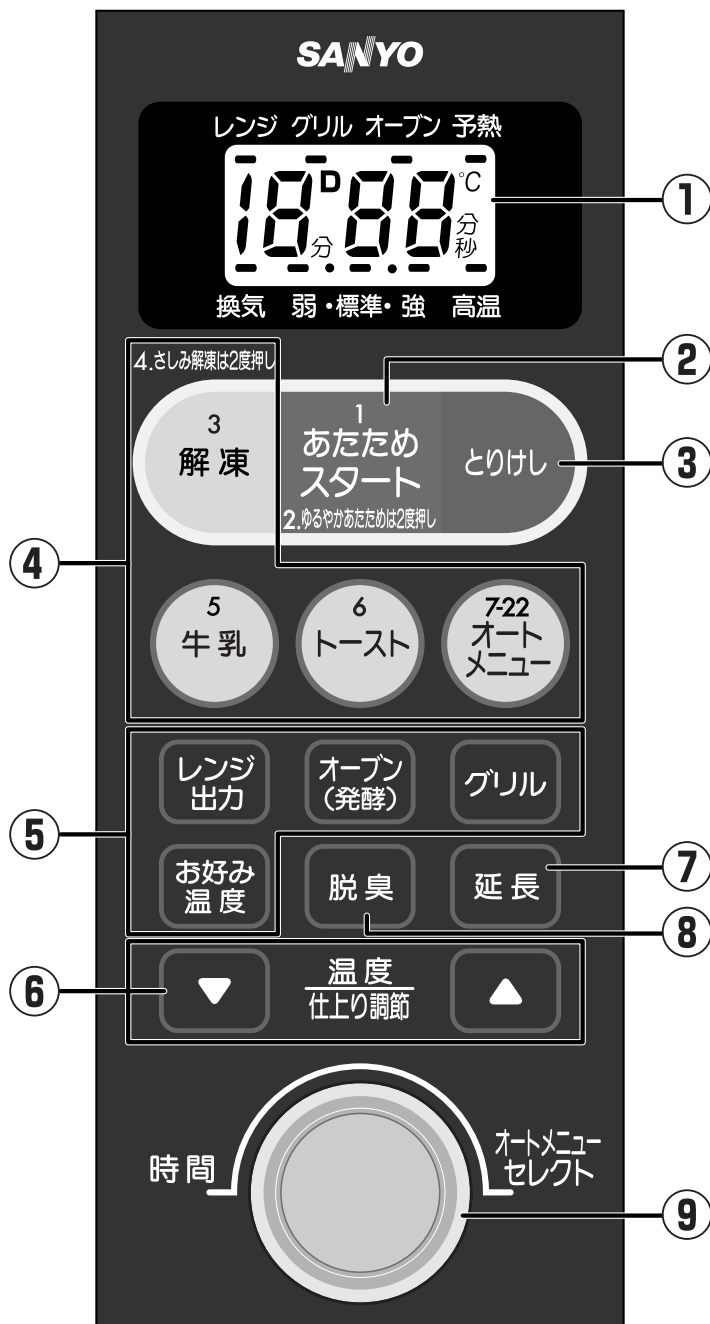 SANYO
レンジ グリル オーブン 予熱
18 D 88 ℃
分 分
秒
換気 弱・標準・強 高温
①
4.さしみ解凍は2度押し
②
3
解凍
1
あたため
スタート
2.ゆるやかあたためは2度押し
とりけし
③
④
5
牛乳
6
トースト
7-22
オート
メニュー
レンジ
出力
オーブン
(発酵)
グリル
⑤
お好み
温度
脱臭
延長
⑦
⑧
⑥
▼
温度
仕上り調節
▲
時間
オートメニュー
セレクト
⑨